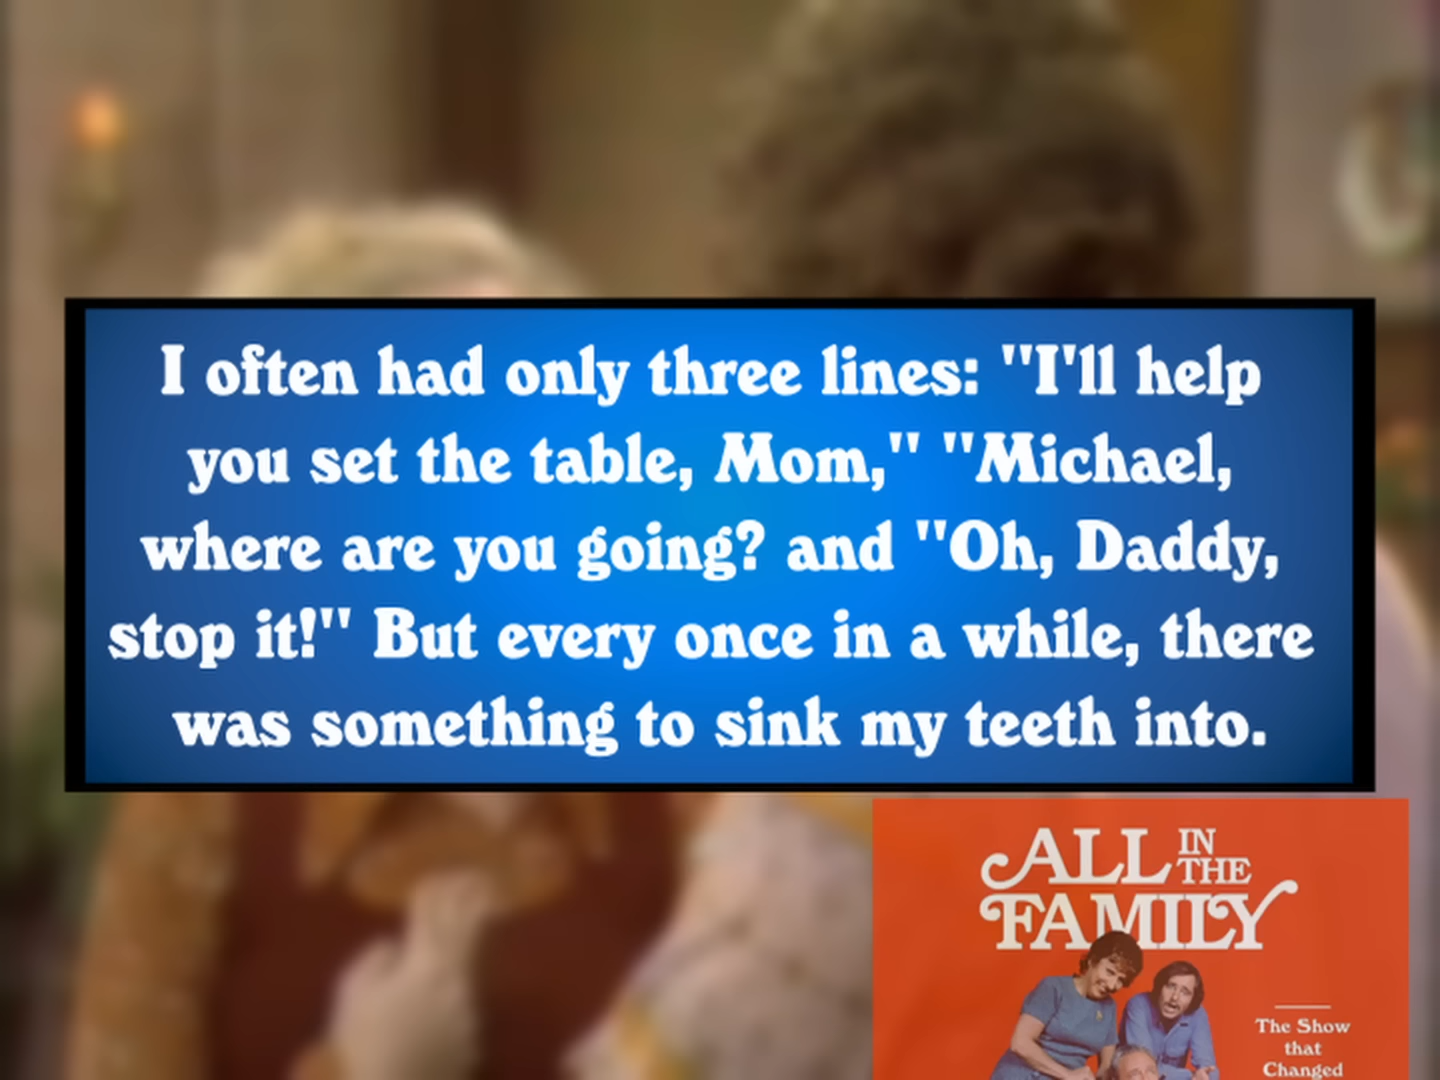 I often had only three lines: "I'll help
you set the table, Mom," "Michael,
where are you going? and "Oh, Daddy,
stop it!" But every once in a while, there
was something to sink my teeth into.
ALL IN THE
FAMILY
The Show
that
Changed